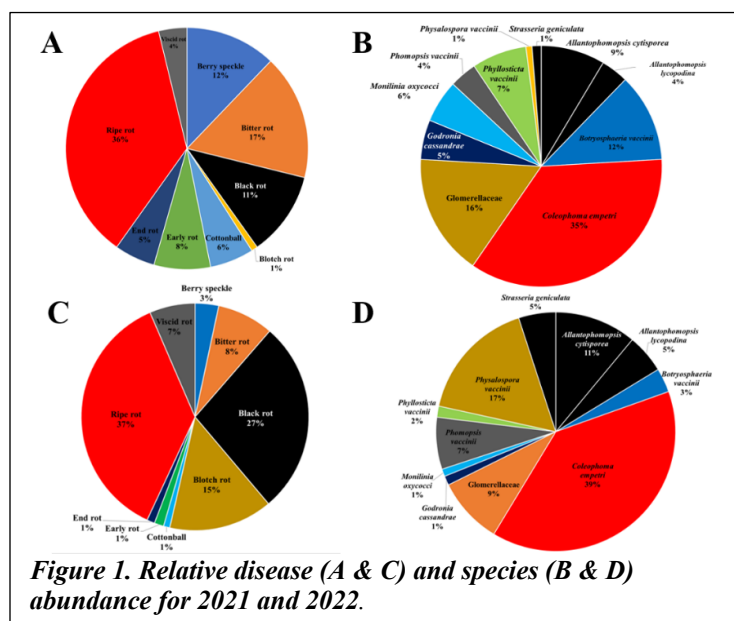 A
Viscid rot
4%
Berry speckle
12%
Bitter rot
17%
Black rot
11%
Blotch rot
1%
Cottonball
6%
Early rot
8%
End rot
5%
Ripe rot
36%
B
Physalospora vaccinii
1%
Strasseria geniculata
1%
Allantophomopsis cytisporea
9%
Allantophomopsis
lycopodina
4%
Botryosphaeria vaccinii
12%
Coleophoma empetri
35%
Glomerellaceae
16%
Godronia
cassandrae
5%
Monilinia oxycocci
6%
Phomopsis vaccinii
4%
Phyllosticta
vaccinii
7%
C
Viscid rot
7%
Berry speckle
3%
Bitter rot
8%
Black rot
27%
Blotch rot
15%
Cottonball
1%
Early rot
1%
End rot
1%
Ripe rot
37%
D
Strasseria geniculata
5%
Allantophomopsis
cytisporea
11%
Allantophomopsis
lycopodina
5%
Botryosphaeria
vaccinii
3%
Coleophoma
empetri
39%
Glomerellaceae
9%
Godronia
cassandrae
1%
Monilinia
oxycocci
1%
Phomopsis
vaccinii
7%
Phyllosticta
vaccinii
2%
Physalospora
vaccinii
17%
Figure 1. Relative disease (A & C) and species (B & D)
abundance for 2021 and 2022.